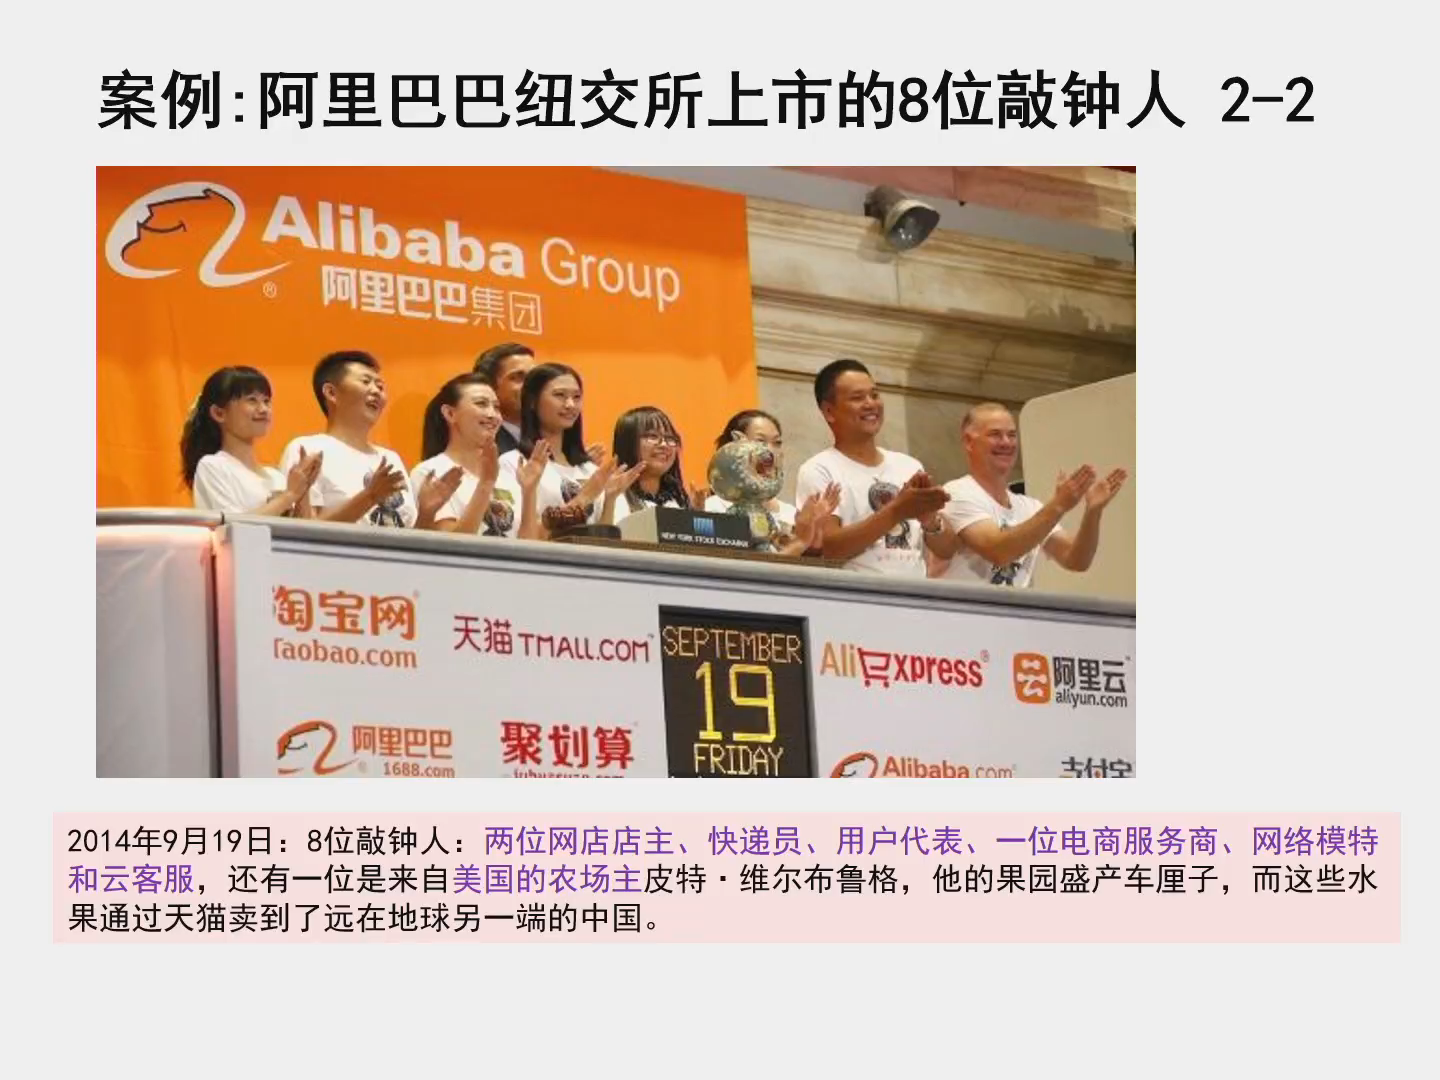 案例:阿里巴巴纽交所上市的8位敲钟人 2-2
Alibaba Group
阿里巴巴集团
NEW YORK STOCK EXCHANGE
淘宝网
Taobao.com
天猫 TMALL.COM
SEPTEMBER
19
FRIDAY
AliExpress
阿里云
aliyun.com
阿里巴巴
1688.com
聚划算
Alibaba.com
支付宝
2014年9月19日：8位敲钟人：两位网店店主、快递员、用户代表、一位电商服务商、网络模特
和云客服，还有一位是来自美国的农场主皮特·维尔布鲁格，他的果园盛产车厘子，而这些水
果通过天猫卖到了远在地球另一端的中国。